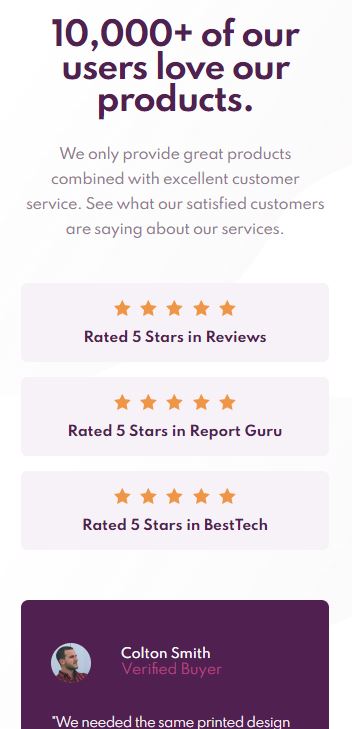 10,000+ of our
users love our
products.
We only provide great products
combined with excellent customer
service. See what our satisfied customers
are saying about our services.
Rated 5 Stars in Reviews
Rated 5 Stars in Report Guru
Rated 5 Stars in BestTech
Colton Smith
Verified Buyer
"We needed the same printed design